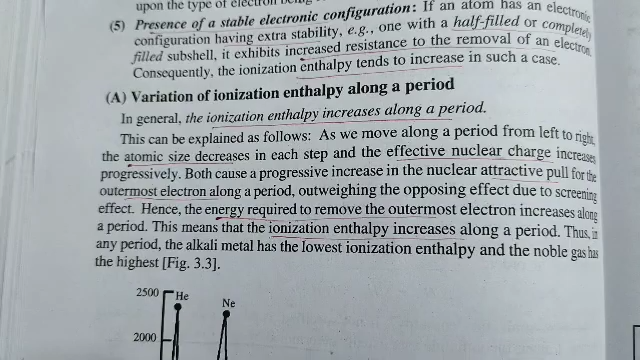 upon the type of electron being
(5) Presence of a stable electronic configuration: If an atom has an electronic
configuration having extra stability, e.g., one with a half-filled or completely
filled subshell, it exhibits increased resistance to the removal of an electron.
Consequently, the ionization enthalpy tends to increase in such a case.
(A) Variation of ionization enthalpy along a period
In general, the ionization enthalpy increases along a period.
This can be explained as follows: As we move along a period from left to right,
the atomic size decreases in each step and the effective nuclear charge increases
progressively. Both cause a progressive increase in the nuclear attractive pull for the
outermost electron along a period, outweighing the opposing effect due to screening
effect. Hence, the energy required to remove the outermost electron increases along
a period. This means that the ionization enthalpy increases along a period. Thus, in
any period, the alkali metal has the lowest ionization enthalpy and the noble gas has
the highest [Fig. 3.3].
2500 He
Ne
2000